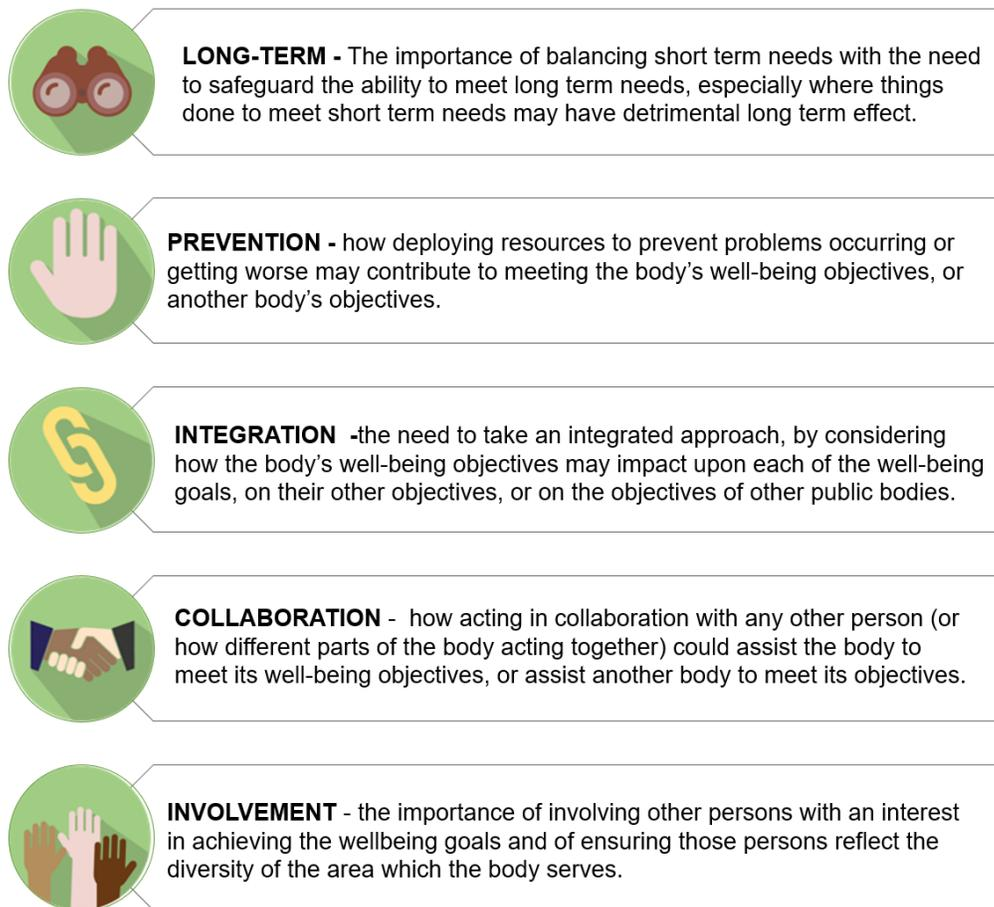 LONG-TERM - The importance of balancing short term needs with the need
to safeguard the ability to meet long term needs, especially where things
done to meet short term needs may have detrimental long term effect.
PREVENTION - how deploying resources to prevent problems occurring or
getting worse may contribute to meeting the body’s well-being objectives, or
another body’s objectives.
INTEGRATION  -the need to take an integrated approach, by considering
how the body’s well-being objectives may impact upon each of the well-being
goals, on their other objectives, or on the objectives of other public bodies.
COLLABORATION -  how acting in collaboration with any other person (or
how different parts of the body acting together) could assist the body to
meet its well-being objectives, or assist another body to meet its objectives.
INVOLVEMENT - the importance of involving other persons with an interest
in achieving the wellbeing goals and of ensuring those persons reflect the
diversity of the area which the body serves.